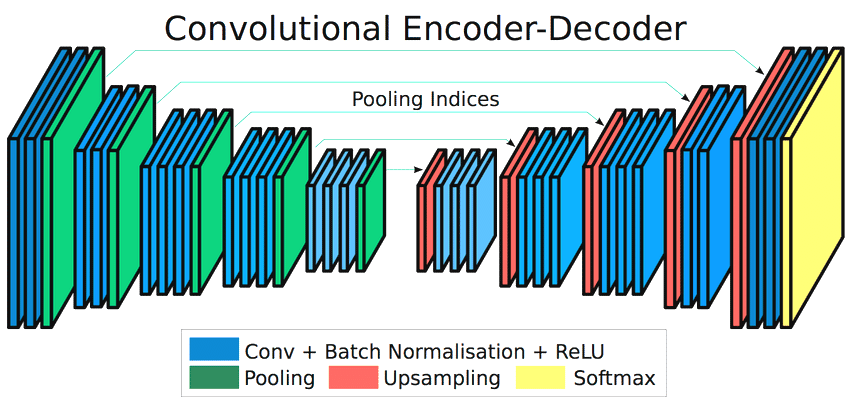 Convolutional Encoder-Decoder
Pooling Indices
Conv + Batch Normalisation + ReLU
Pooling Upsampling Softmax